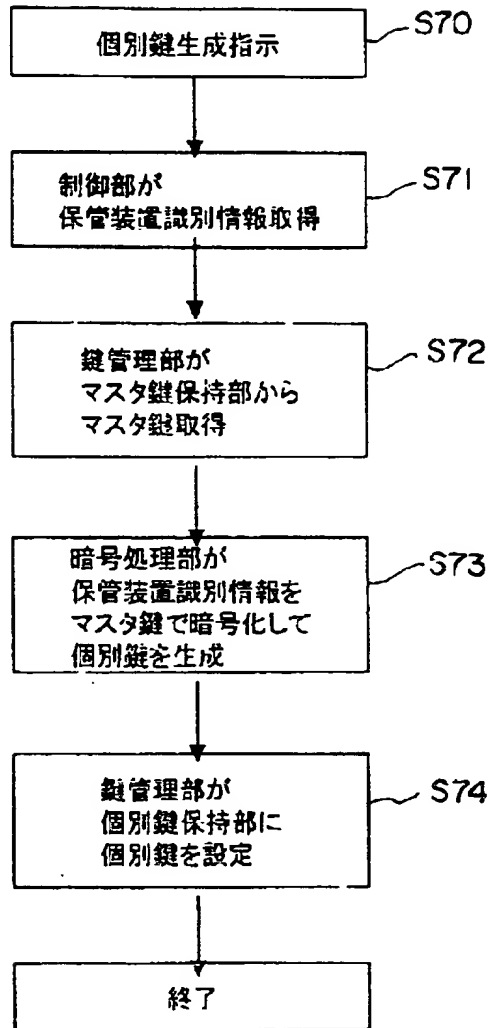 個別鍵生成指示
S70
制御部が
保管装置識別情報取得
S71
鍵管理部が
マスタ鍵保持部から
マスタ鍵取得
S72
暗号処理部が
保管装置識別情報を
マスタ鍵で暗号化して
個別鍵を生成
S73
鍵管理部が
個別鍵保持部に
個別鍵を設定
S74
終了